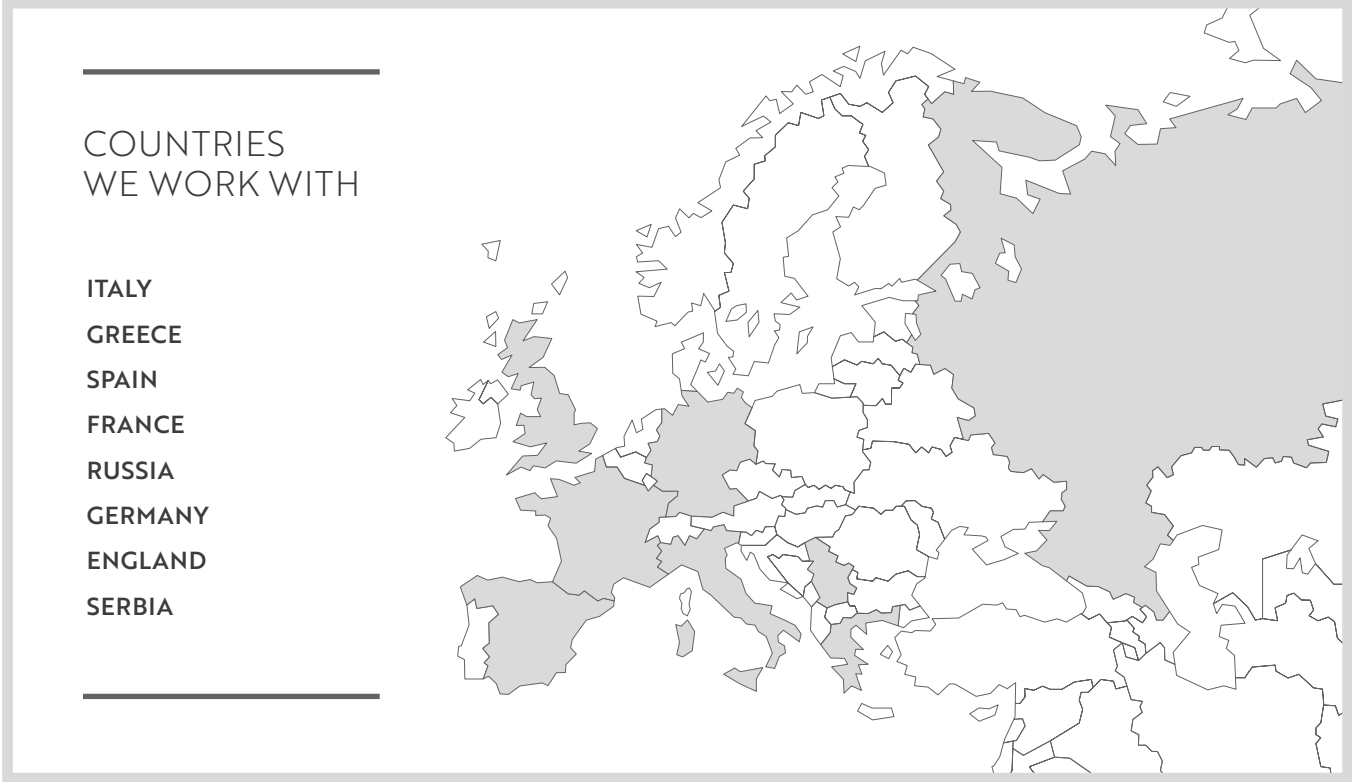 COUNTRIES
WE WORK WITH
ITALY
GREECE
SPAIN
FRANCE
RUSSIA
GERMANY
ENGLAND
SERBIA